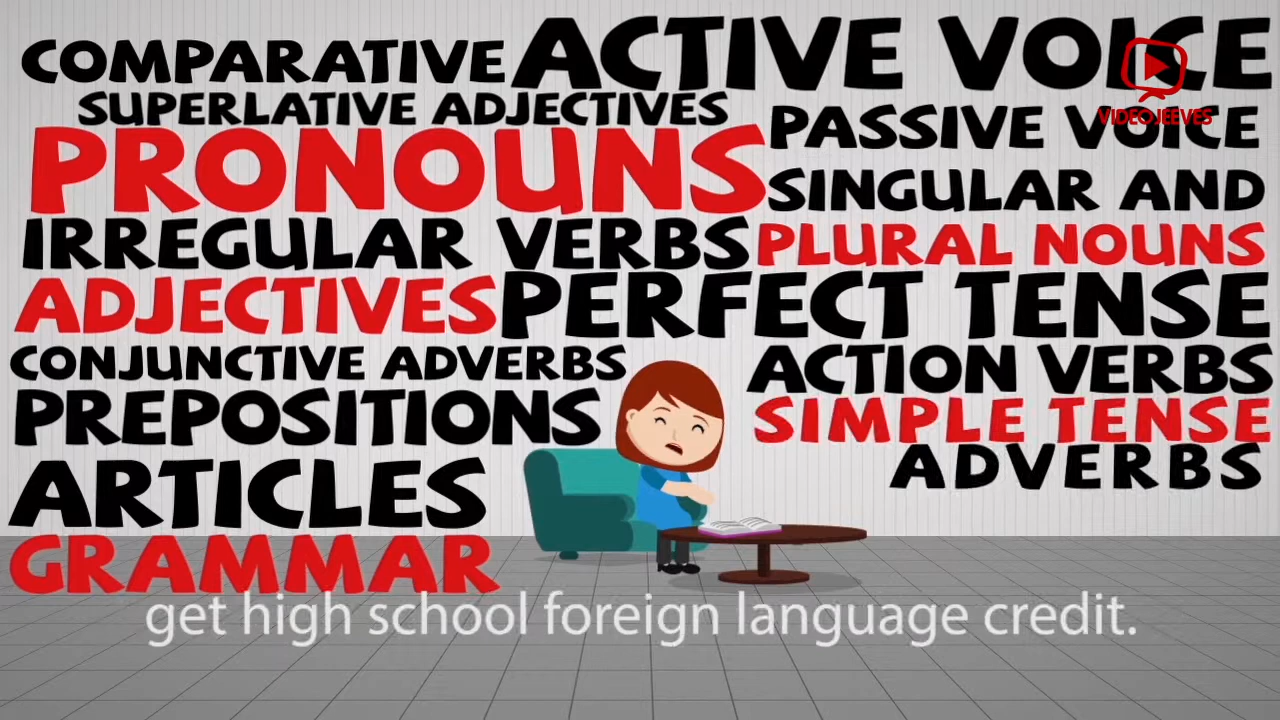 COMPARATIVE
SUPERLATIVE ADJECTIVES
PRONOUNS
IRREGULAR VERBS
ADJECTIVES
CONJUNCTIVE ADVERBS
PREPOSITIONS
ARTICLES
GRAMMAR
ACTIVE VOICE
VIDEOJEEVES
PASSIVE VOICE
SINGULAR AND
PLURAL NOUNS
PERFECT TENSE
ACTION VERBS
SIMPLE TENSE
ADVERBS
get high school foreign language credit.